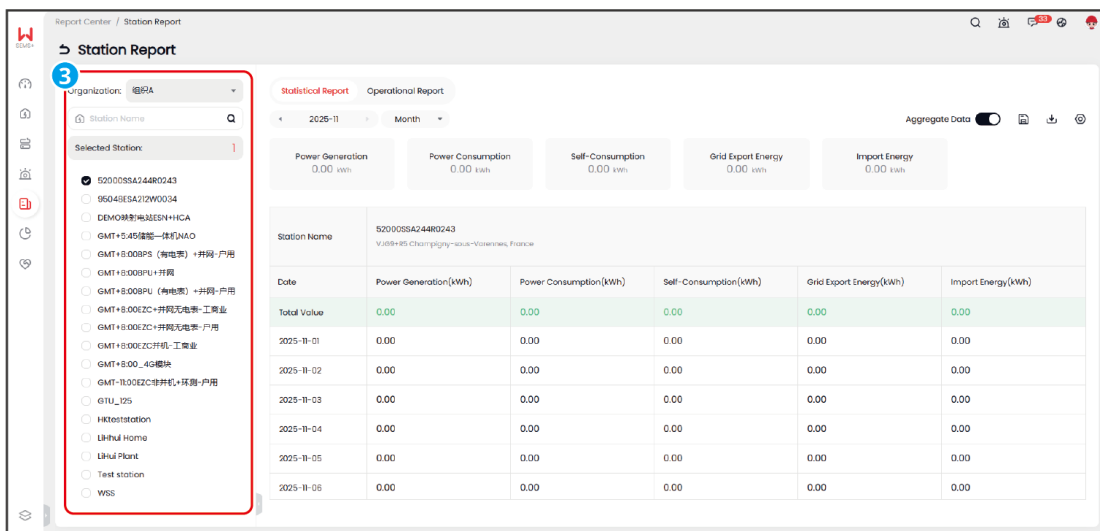 Report Center / Station Report
33
SEMS+
Station Report
3
Organization: 组织A
Statistical Report Operational Report
Station Name
2025-11 Month
Aggregate Data
Selected Station: 1
Power Generation Power Consumption Self-Consumption Grid Export Energy Import Energy
0.00 kWh 0.00 kWh 0.00 kWh 0.00 kWh 0.00 kWh
52000SSA244R0243
9504BESA212W0034
DEMO映射电站ESN+HCA
GMT+5:45储能一体机NAO
GMT+8:00BPS（有电表）+并网-户用
GMT+8:00BPU+并网
GMT+8:00BPU（有电表）+并网-户用
GMT+8:00EZC+并网无电表-工商业
GMT+8:00EZC+并网无电表-户用
GMT+8:00EZC并机-工商业
GMT+8:00_4G模块
GMT-11:00EZC非并机+环测-户用
GTU_125
HKteststation
LiHhui Home
LiHui Plant
Test station
WSS
Station Name 52000SSA244R0243
VJG9+R5 Champigny-sous-Varennes, France
Date Power Generation(kWh) Power Consumption(kWh) Self-Consumption(kWh) Grid Export Energy(kWh) Import Energy(kWh)
Total Value 0.00 0.00 0.00 0.00 0.00
2025-11-01 0.00 0.00 0.00 0.00 0.00
2025-11-02 0.00 0.00 0.00 0.00 0.00
2025-11-03 0.00 0.00 0.00 0.00 0.00
2025-11-04 0.00 0.00 0.00 0.00 0.00
2025-11-05 0.00 0.00 0.00 0.00 0.00
2025-11-06 0.00 0.00 0.00 0.00 0.00